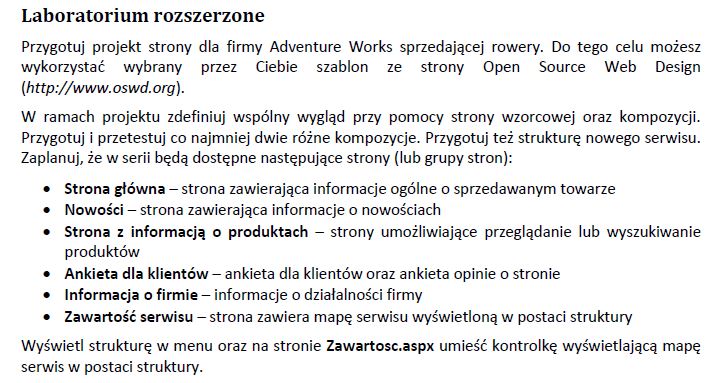 Laboratorium rozszerzone
Przygotuj projekt strony dla firmy Adventure Works sprzedającej rowery. Do tego celu możesz
wykorzystać wybrany przez Ciebie szablon ze strony Open Source Web Design
(http://www.oswd.org).
W ramach projektu zdefiniuj wspólny wygląd przy pomocy strony wzorcowej oraz kompozycji.
Przygotuj i przetestuj co najmniej dwie różne kompozycje. Przygotuj też strukturę nowego serwisu.
Zaplanuj, że w serii będą dostępne następujące strony (lub grupy stron):
• Strona główna – strona zawierająca informacje ogólne o sprzedawanym towarze
• Nowości – strona zawierająca informacje o nowościach
• Strona z informacją o produktach – strony umożliwiające przeglądanie lub wyszukiwanie
produktów
• Ankieta dla klientów – ankieta dla klientów oraz ankieta opinie o stronie
• Informacja o firmie – informacje o działalności firmy
• Zawartość serwisu – strona zawiera mapę serwisu wyświetloną w postaci struktury
Wyświetl strukturę w menu oraz na stronie Zawartosc.aspx umieść kontrolkę wyświetlającą mapę
serwis w postaci struktury.